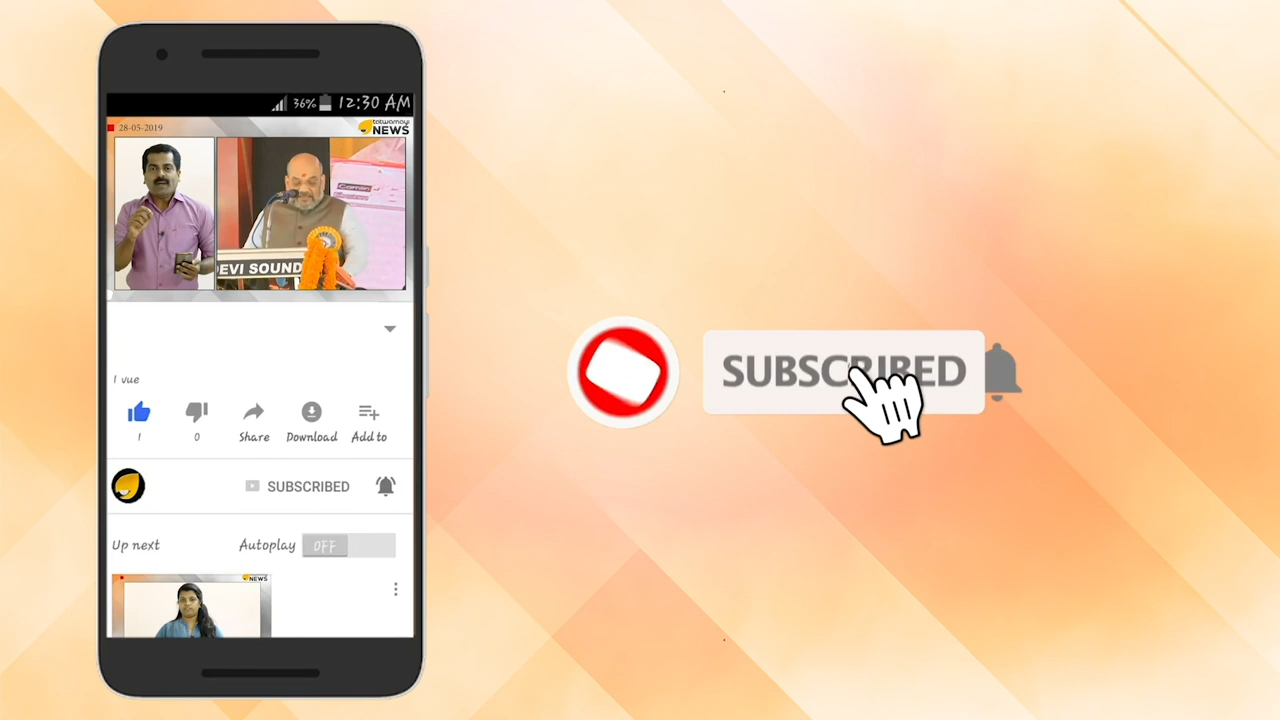 36% 12:30 AM
28-05-2019
tatwamayi
NEWS
DEVI SOUND
1 vue
1
0
Share
Download
Add to
SUBSCRIBED
Up next
Autoplay
OFF
NEWS
SUBSCRIBED